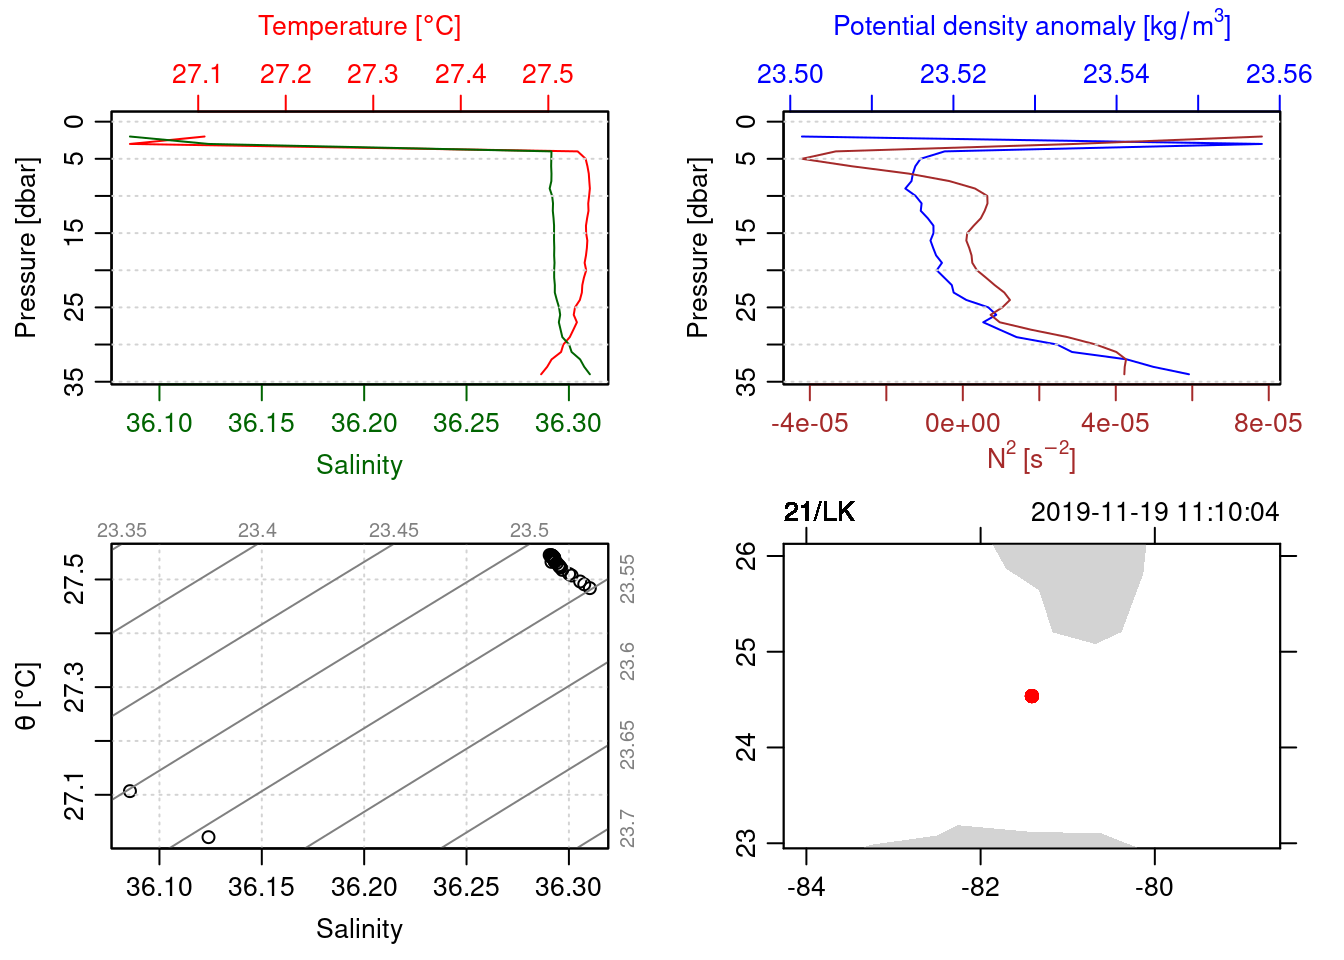 Temperature [°C]
27.1 27.2 27.3 27.4 27.5
Pressure [dbar]
0
5
15
25
35
36.10 36.15 36.20 36.25 36.30
Salinity
Potential density anomaly [kg/m³]
23.50 23.52 23.54 23.56
Pressure [dbar]
0
5
15
25
35
-4e-05 0e+00 4e-05 8e-05
N² [s⁻²]
23.35 23.4 23.45 23.5
23.55
23.6
23.65
23.7
θ [°C]
27.5
27.3
27.1
36.10 36.15 36.20 36.25 36.30
Salinity
21/LK 2019-11-19 11:10:04
26
25
24
23
-84 -82 -80